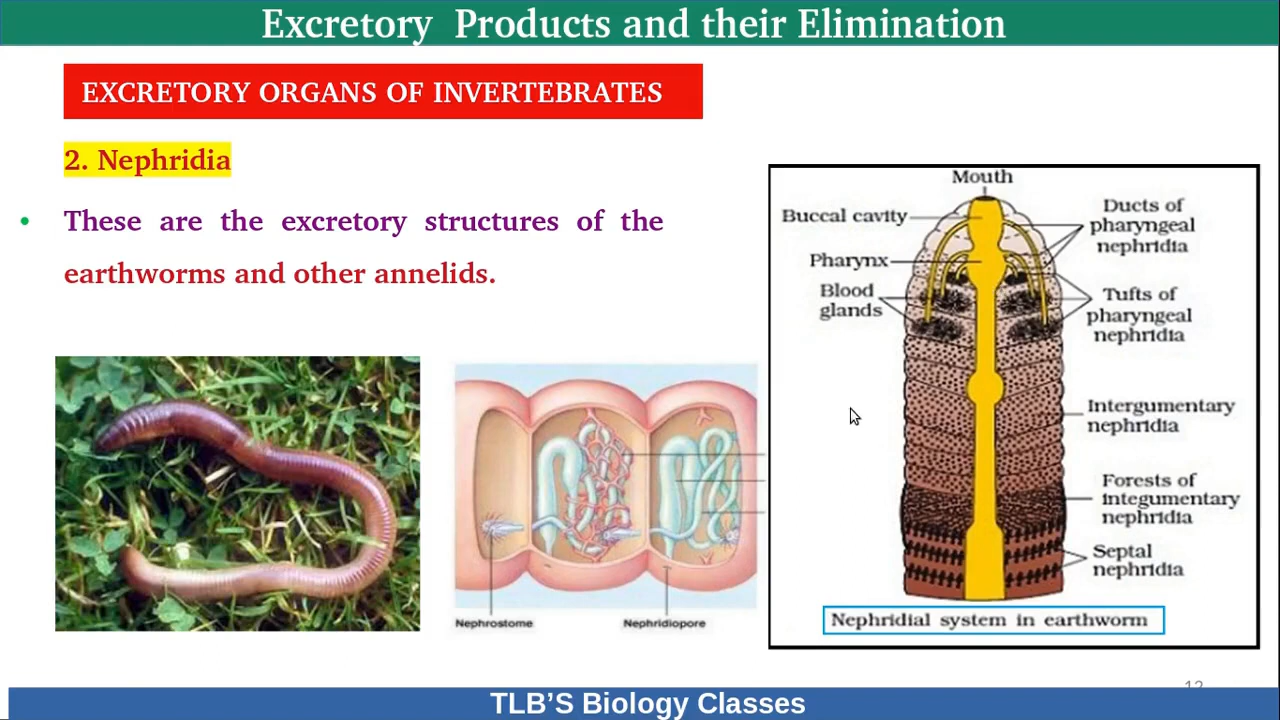 Excretory Products and their Elimination
EXCRETORY ORGANS OF INVERTEBRATES
2. Nephridia
• These are the excretory structures of the
earthworms and other annelids.
Nephrostome
Nephridiopore
Mouth
Buccal cavity
Pharynx
Blood
glands
Ducts of
pharyngeal
nephridia
Tufts of
pharyngeal
nephridia
Intergumentary
nephridia
Forests of
integumentary
nephridia
Septal
nephridia
Nephridial system in earthworm
12
TLB'S Biology Classes